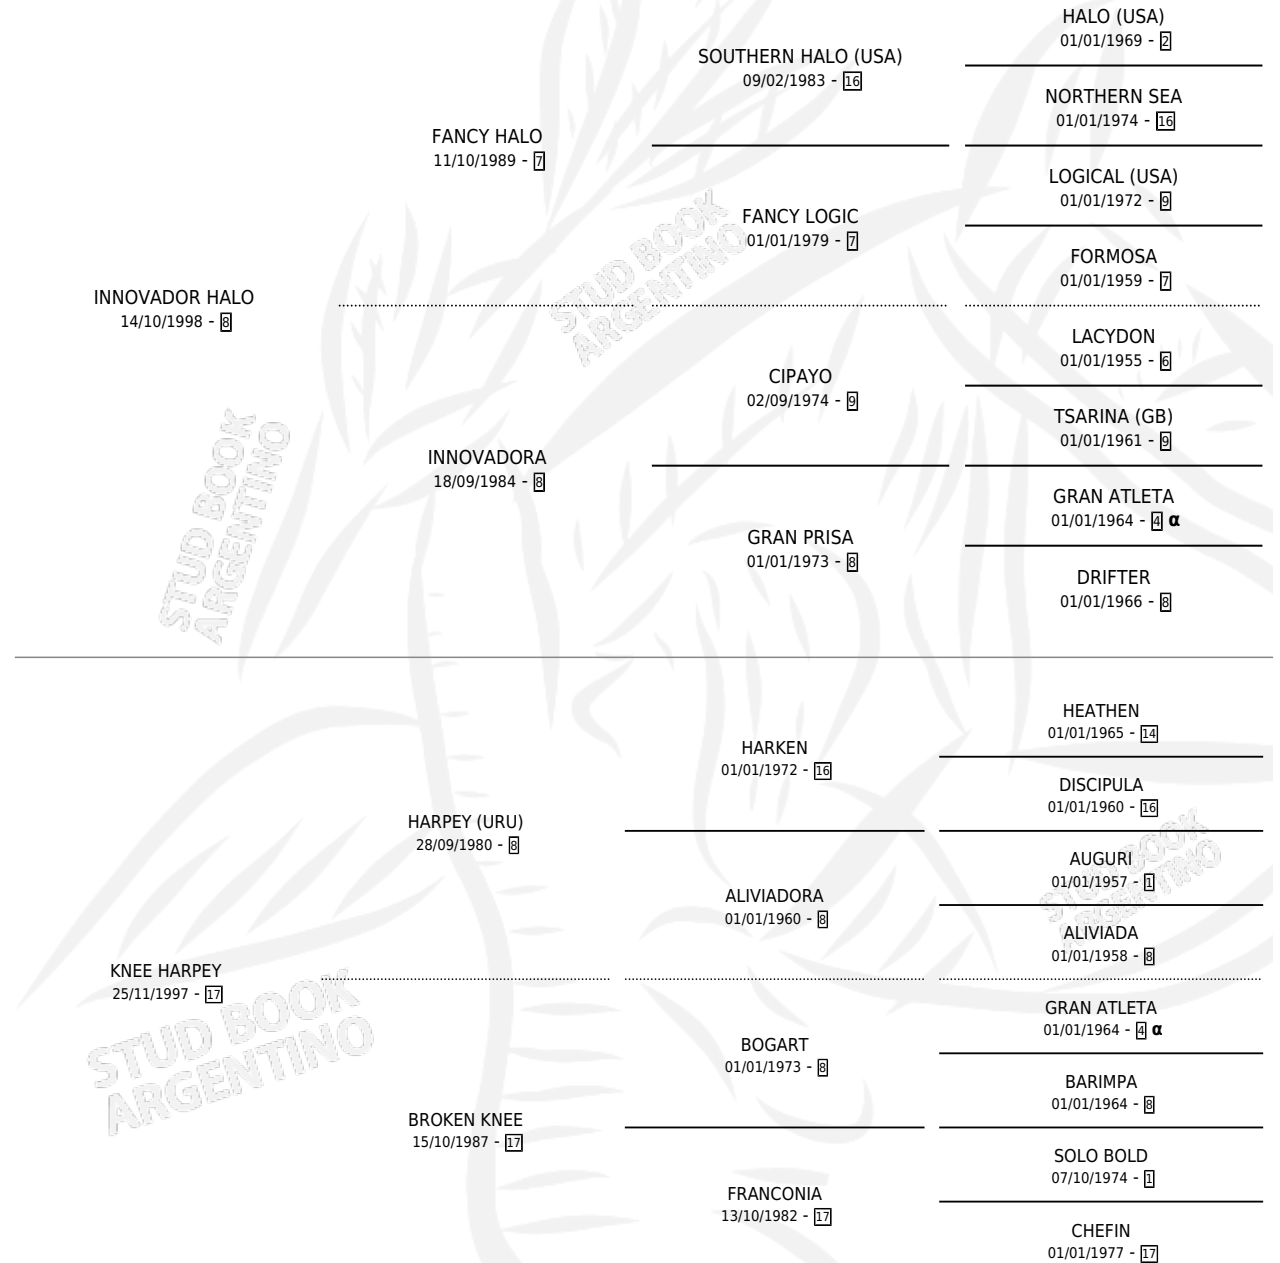 HALO (USA)
01/01/1969 - 2
SOUTHERN HALO (USA)
09/02/1983 - 16
NORTHERN SEA
01/01/1974 - 16
FANCY HALO
11/10/1989 - 7
LOGICAL (USA)
01/01/1972 - 9
FANCY LOGIC
01/01/1979 - 7
FORMOSA
01/01/1959 - 7
INNOVADOR HALO
14/10/1998 - 8
LACYDON
01/01/1955 - 6
CIPAYO
02/09/1974 - 9
TSARINA (GB)
01/01/1961 - 9
INNOVADORA
18/09/1984 - 8
GRAN ATLETA
01/01/1964 - 4 α
GRAN PRISA
01/01/1973 - 8
DRIFTER
01/01/1966 - 8
STUD BOOK
ARGENTINO
STUD BOOK
ARGENTINO
HEATHEN
01/01/1965 - 14
HARKEN
01/01/1972 - 16
DISCIPULA
01/01/1960 - 16
HARPEY (URU)
28/09/1980 - 8
AUGURI
01/01/1957 - 1
ALIVIADORA
01/01/1960 - 8
ALIVIADA
01/01/1958 - 8
KNEE HARPEY
25/11/1997 - 17
GRAN ATLETA
01/01/1964 - 4 α
BOGART
01/01/1973 - 8
BARIMPA
01/01/1964 - 8
BROKEN KNEE
15/10/1987 - 17
SOLO BOLD
07/10/1974 - 1
FRANCONIA
13/10/1982 - 17
CHEFIN
01/01/1977 - 17
STUD BOOK
ARGENTINO
STUD BOOK
ARGENTINO